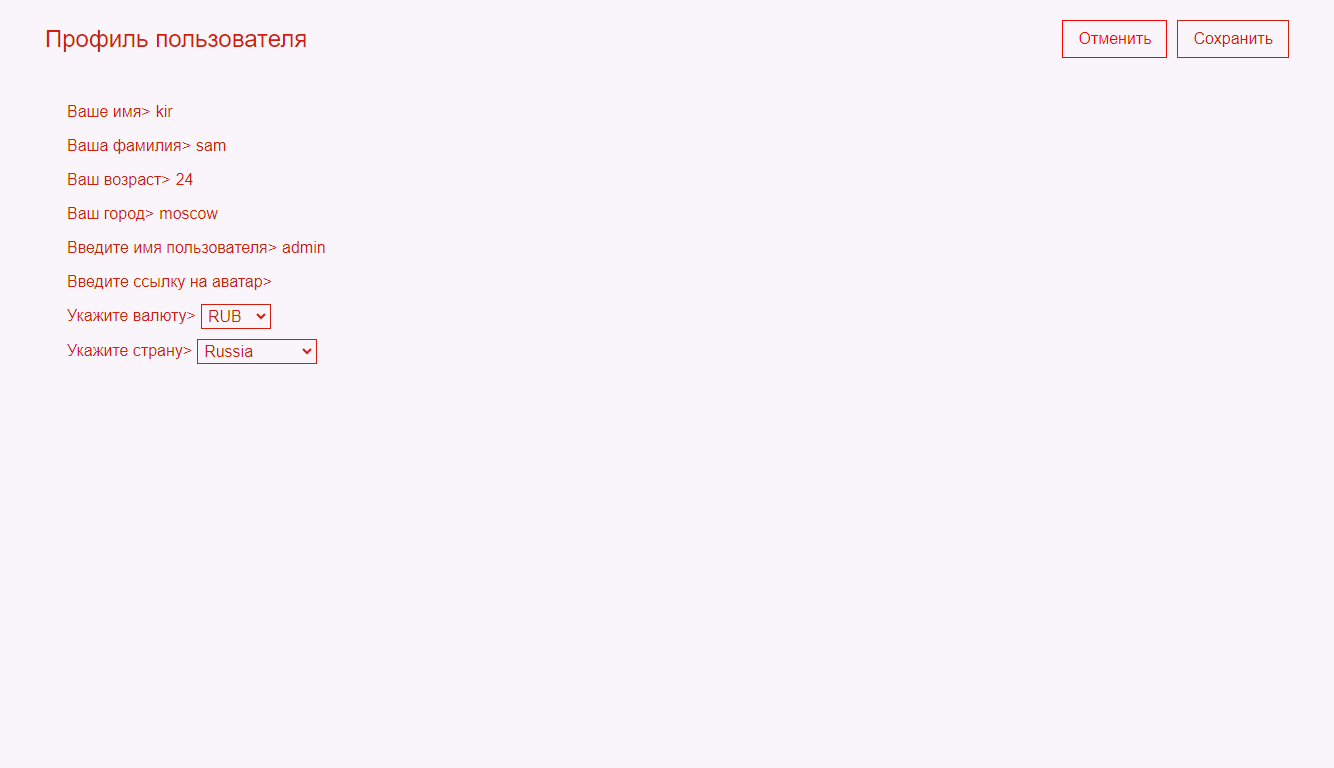 Профиль пользователя
Отменить
Сохранить
Ваше имя> kir
Ваша фамилия> sam
Ваш возраст> 24
Ваш город> moscow
Введите имя пользователя> admin
Введите ссылку на аватар>
Укажите валюту> RUB
Укажите страну> Russia